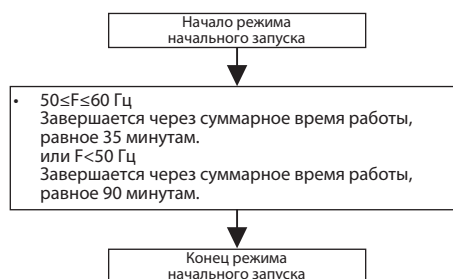 Начало режима
начального запуска
• 50≤F≤60 Гц
Завершается через суммарное время работы,
равное 35 минутам.
или F<50 Гц
Завершается через суммарное время работы,
равное 90 минутам.
Конец режима
начального запуска